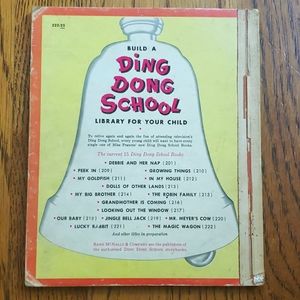 222:25
BUILD A
DING
DONG
SCHOOL
LIBRARY FOR YOUR CHILD
To relive again and again the fun of attending television's
Ding Dong School, every young child will want to have every
single one of Miss Frances' new Ding Dong School Books.
The current 15 Ding Dong School Books
• DEBBIE AND HER NAP (201)
PEEK IN (209) • GROWING THINGS (210)
• MY GOLDFISH (211) • IN MY HOUSE (212)
DOLLS OF OTHER LANDS (213)
• MY BIG BROTHER (214) • THE ROBIN FAMILY (215)
• GRANDMOTHER IS COMING (216)
• LOOKING OUT THE WINDOW (217)
OUR BABY (218) • JINGLE BELL JACK (219) • MR. MEYER'S COW (220)
• LUCKY RABBIT (221) • THE MAGIC WAGON (222)
And other titles in preparation
RAND MCNALLY & COMPANY are the publishers of
the authorized DING DONG SCHOOL storybooks.